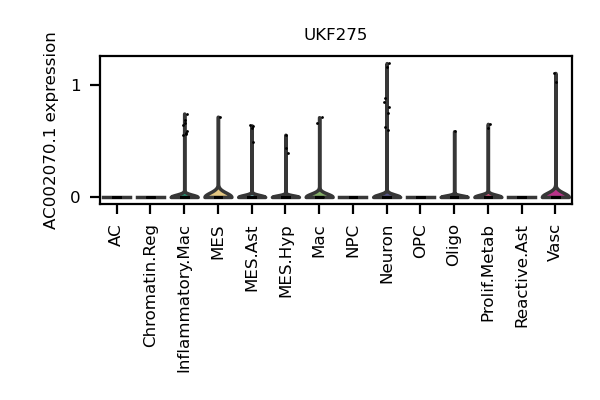 UKF275
AC002070.1 expression
1
0
AC
Chromatin.Reg
Inflammatory.Mac
MES
MES.Ast
MES.Hyp
Mac
NPC
Neuron
OPC
Oligo
Prolif.Metab
Reactive.Ast
Vasc